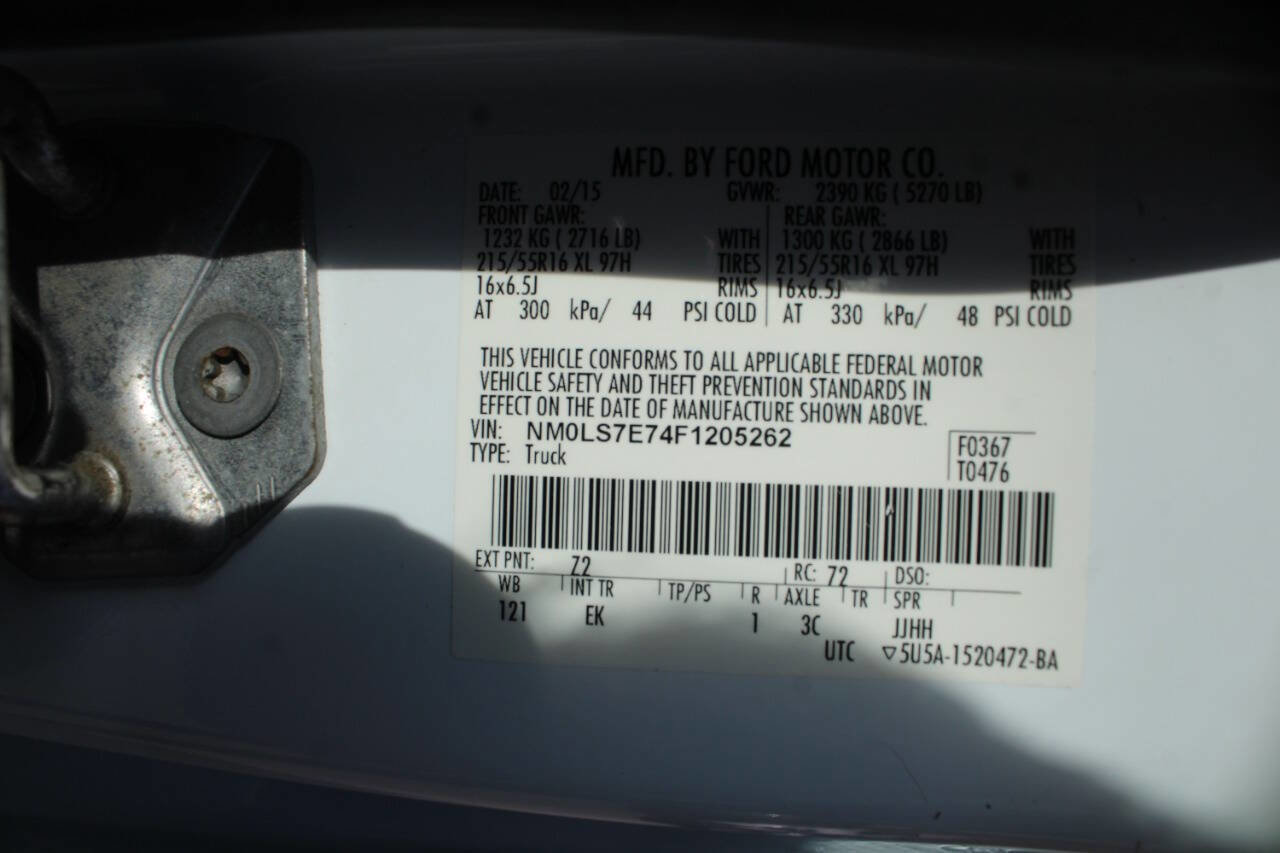 MFD. BY FORD MOTOR CO.
DATE: 02/15 GVWR: 2390 KG ( 5270 LB)
FRONT GAWR: REAR GAWR:
1232 KG ( 2716 LB) WITH 1300 KG ( 2866 LB) WITH
215/55R16 XL 97H TIRES 215/55R16 XL 97H TIRES
16x6.5J RIMS 16x6.5J RIMS
AT 300 kPa/ 44 PSI COLD AT 330 kPa/ 48 PSI COLD
THIS VEHICLE CONFORMS TO ALL APPLICABLE FEDERAL MOTOR
VEHICLE SAFETY AND THEFT PREVENTION STANDARDS IN
EFFECT ON THE DATE OF MANUFACTURE SHOWN ABOVE.
VIN: NM0LS7E74F1205262
TYPE: Truck
F0367
T0476
EXT PNT: 72 RC: 72 DSO:
WB INT TR TP/PS R AXLE TR SPR
121 EK 1 3C JJHH
UTC ▽5U5A-1520472-BA